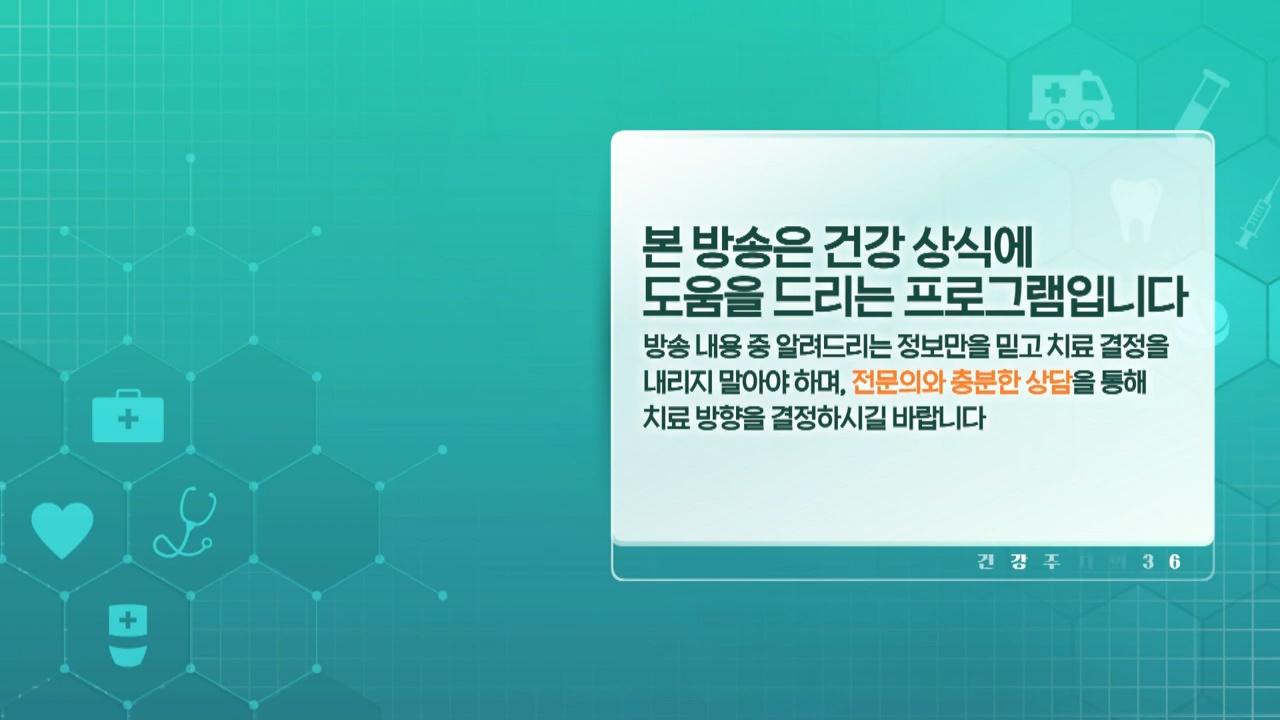 본 방송은 건강 상식에
도움을 드리는 프로그램입니다
방송 내용 중 알려드리는 정보만을 믿고 치료 결정을
내리지 말아야 하며, 전문의와 충분한 상담을 통해
치료 방향을 결정하시길 바랍니다
건 강 주 3 6